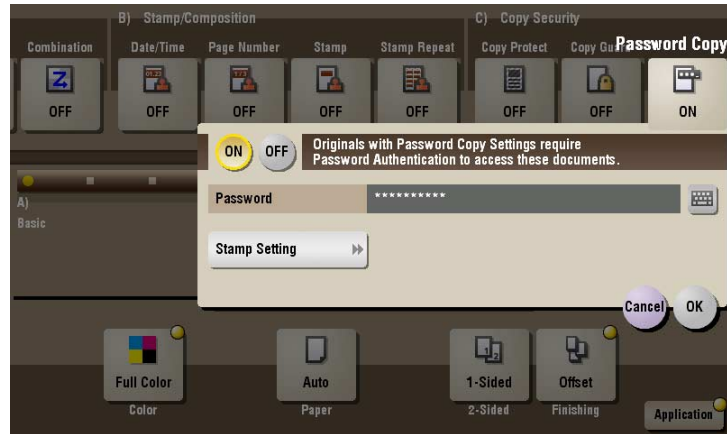 B) Stamp/Composition
C) Copy Security
Combination
Date/Time
Page Number
Stamp
Stamp Repeat
Copy Protect
Copy Guard
Password Copy
OFF
OFF
OFF
OFF
OFF
OFF
OFF
ON
ON
OFF
Originals with Password Copy Settings require
Password Authentication to access these documents.
Password
**********
A)
Basic
Stamp Setting
Cancel
OK
Full Color
Auto
1-Sided
Offset
Color
Paper
2-Sided
Finishing
Application